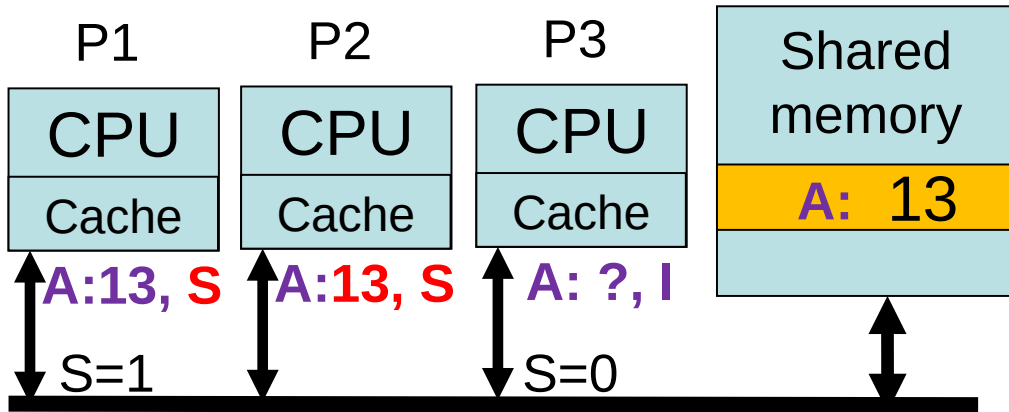 P1
P2
P3
CPU
CPU
CPU
Cache
Cache
Cache
Shared
memory
A: 13
A:13, S
A:13, S
A: ?, I
S=1
S=0